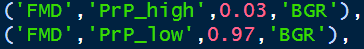 ('FMD','PrP_high',0.03,'BGR'),
('FMD','PrP_low',0.97,'BGR'),